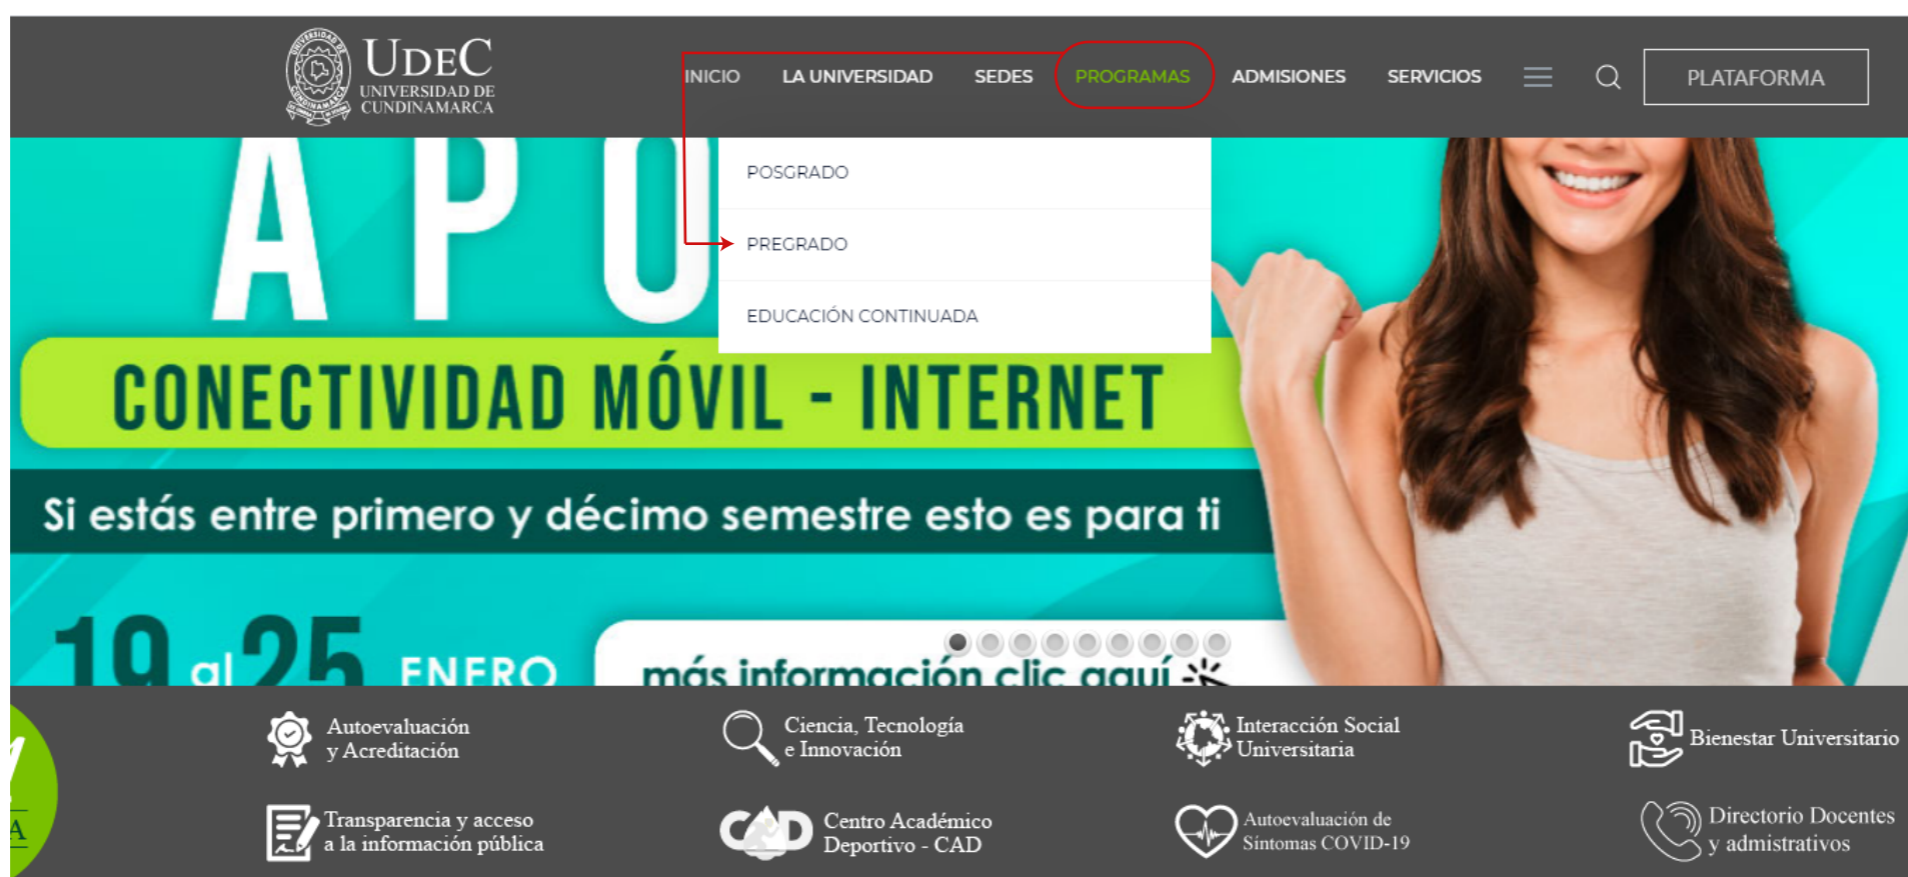 UDEC
UNIVERSIDAD DE
CUNDINAMARCA
INICIO LA UNIVERSIDAD SEDES PROGRAMAS ADMISIONES SERVICIOS PLATAFORMA
POSGRADO
PREGRADO
EDUCACIÓN CONTINUADA
APO
CONECTIVIDAD MÓVIL - INTERNET
Si estás entre primero y décimo semestre esto es para ti
19 al 25 ENERO
más información clic aquí
Autoevaluación
y Acreditación
Ciencia, Tecnología
e Innovación
Interacción Social
Universitaria
Bienestar Universitario
Transparencia y acceso
a la información pública
CAD
Centro Académico
Deportivo - CAD
Autoevaluación de
Síntomas COVID-19
Directorio Docentes
y admistrativos